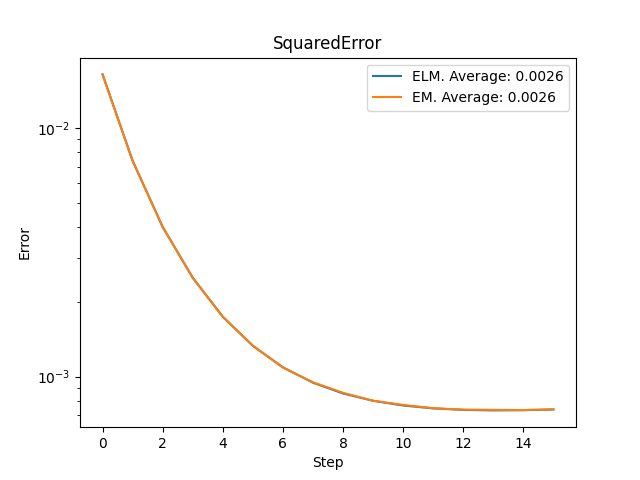 SquaredError
ELM. Average: 0.0026
EM. Average: 0.0026
10⁻²
10⁻³
Error
0 2 4 6 8 10 12 14
Step